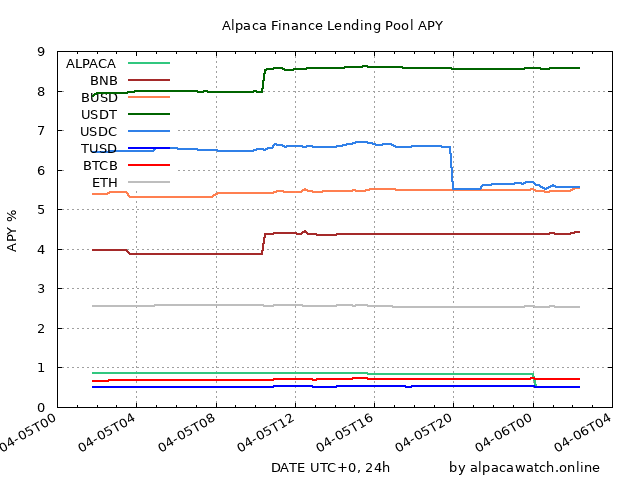 Alpaca Finance Lending Pool APY
9
8
7
6
5
4
3
2
1
0
APY %
ALPACA
BNB
BUSD
USDT
USDC
TUSD
BTCB
ETH
04-05T00
04-05T04
04-05T08
04-05T12
04-05T16
04-05T20
04-06T00
04-06T04
DATE UTC+0, 24h
by alpacawatch.online